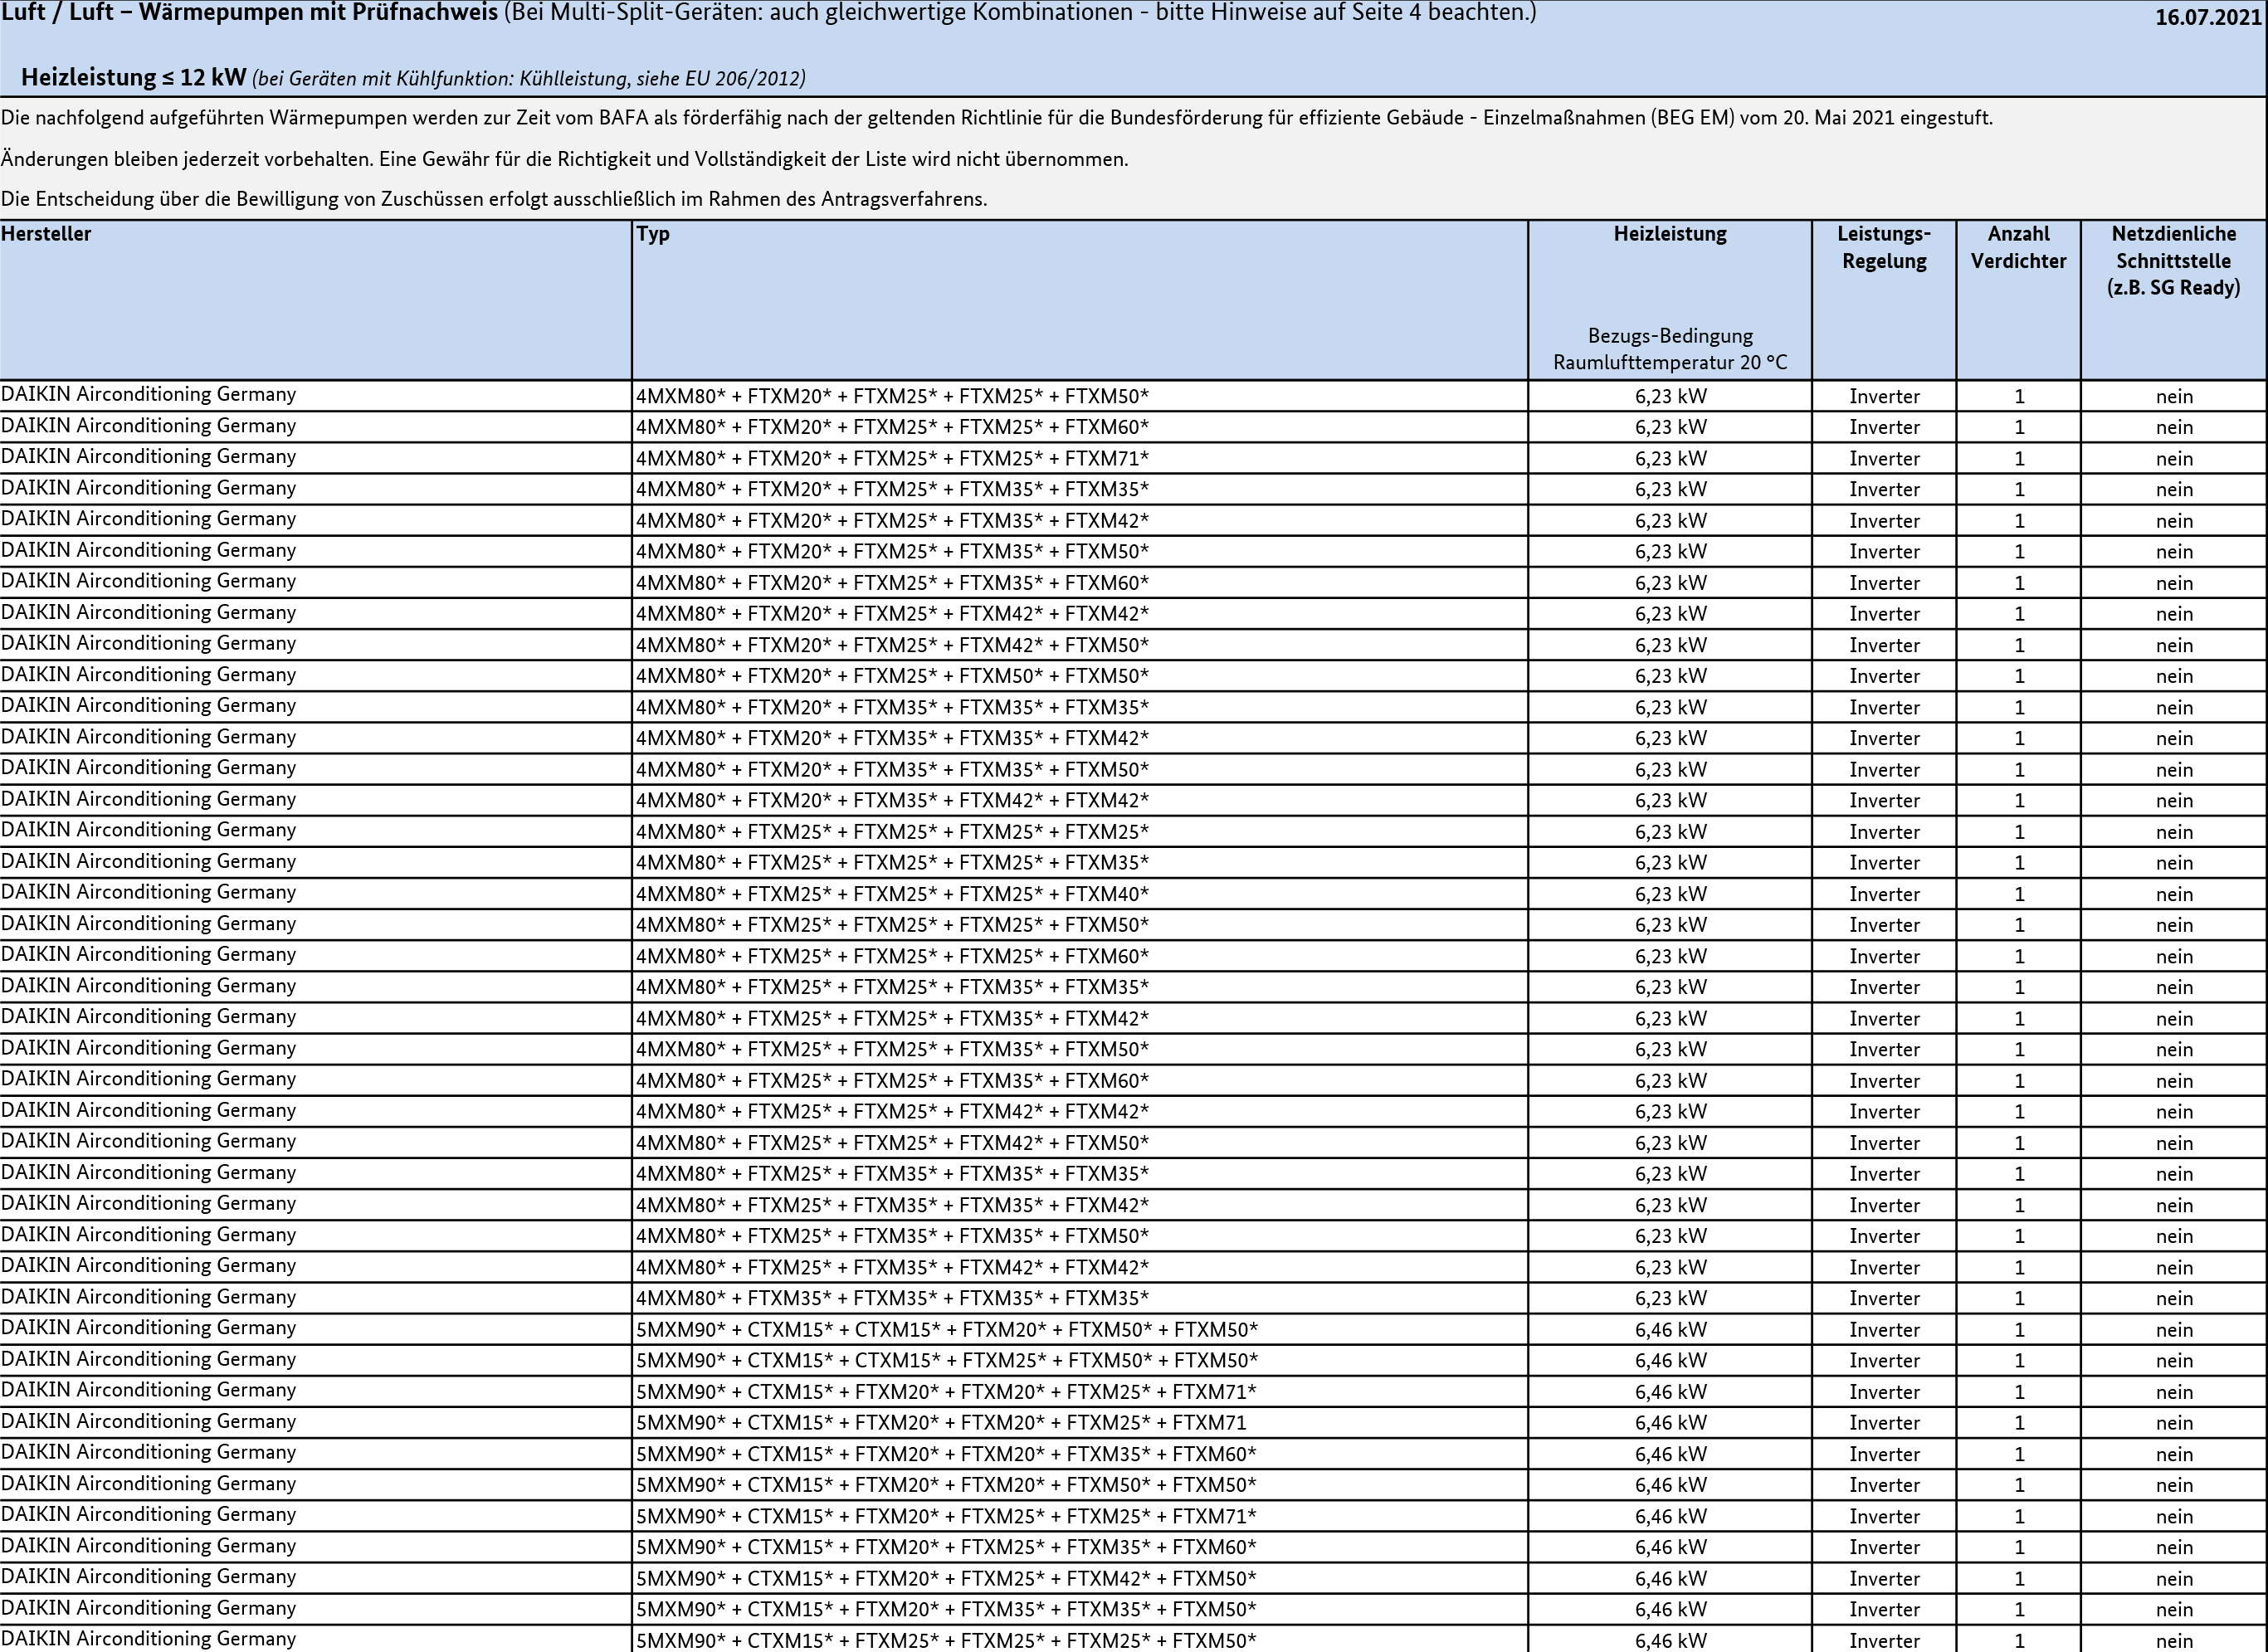 Luft / Luft – Wärmepumpen mit Prüfnachweis (Bei Multi-Split-Geräten: auch gleichwertige Kombinationen - bitte Hinweise auf Seite 4 beachten.) 16.07.2021
Heizleistung ≤ 12 kW (bei Geräten mit Kühlfunktion: Kühlleistung, siehe EU 206/2012)
Die nachfolgend aufgeführten Wärmepumpen werden zur Zeit vom BAFA als förderfähig nach der geltenden Richtlinie für die Bundesförderung für effiziente Gebäude - Einzelmaßnahmen (BEG EM) vom 20. Mai 2021 eingestuft.
Änderungen bleiben jederzeit vorbehalten. Eine Gewähr für die Richtigkeit und Vollständigkeit der Liste wird nicht übernommen.
Die Entscheidung über die Bewilligung von Zuschüssen erfolgt ausschließlich im Rahmen des Antragsverfahrens.
Hersteller Typ Heizleistung Leistungs- Anzahl Netzdienliche
Regelung Verdichter Schnittstelle
(z.B. SG Ready)
Bezugs-Bedingung
Raumlufttemperatur 20 °C
DAIKIN Airconditioning Germany 4MXM80* + FTXM20* + FTXM25* + FTXM25* + FTXM50* 6,23 kW Inverter 1 nein
DAIKIN Airconditioning Germany 4MXM80* + FTXM20* + FTXM25* + FTXM25* + FTXM60* 6,23 kW Inverter 1 nein
DAIKIN Airconditioning Germany 4MXM80* + FTXM20* + FTXM25* + FTXM25* + FTXM71* 6,23 kW Inverter 1 nein
DAIKIN Airconditioning Germany 4MXM80* + FTXM20* + FTXM25* + FTXM35* + FTXM35* 6,23 kW Inverter 1 nein
DAIKIN Airconditioning Germany 4MXM80* + FTXM20* + FTXM25* + FTXM35* + FTXM42* 6,23 kW Inverter 1 nein
DAIKIN Airconditioning Germany 4MXM80* + FTXM20* + FTXM25* + FTXM35* + FTXM50* 6,23 kW Inverter 1 nein
DAIKIN Airconditioning Germany 4MXM80* + FTXM20* + FTXM25* + FTXM35* + FTXM60* 6,23 kW Inverter 1 nein
DAIKIN Airconditioning Germany 4MXM80* + FTXM20* + FTXM25* + FTXM42* + FTXM42* 6,23 kW Inverter 1 nein
DAIKIN Airconditioning Germany 4MXM80* + FTXM20* + FTXM25* + FTXM42* + FTXM50* 6,23 kW Inverter 1 nein
DAIKIN Airconditioning Germany 4MXM80* + FTXM20* + FTXM25* + FTXM50* + FTXM50* 6,23 kW Inverter 1 nein
DAIKIN Airconditioning Germany 4MXM80* + FTXM20* + FTXM35* + FTXM35* + FTXM35* 6,23 kW Inverter 1 nein
DAIKIN Airconditioning Germany 4MXM80* + FTXM20* + FTXM35* + FTXM35* + FTXM42* 6,23 kW Inverter 1 nein
DAIKIN Airconditioning Germany 4MXM80* + FTXM20* + FTXM35* + FTXM35* + FTXM50* 6,23 kW Inverter 1 nein
DAIKIN Airconditioning Germany 4MXM80* + FTXM20* + FTXM35* + FTXM42* + FTXM42* 6,23 kW Inverter 1 nein
DAIKIN Airconditioning Germany 4MXM80* + FTXM25* + FTXM25* + FTXM25* + FTXM25* 6,23 kW Inverter 1 nein
DAIKIN Airconditioning Germany 4MXM80* + FTXM25* + FTXM25* + FTXM25* + FTXM35* 6,23 kW Inverter 1 nein
DAIKIN Airconditioning Germany 4MXM80* + FTXM25* + FTXM25* + FTXM25* + FTXM40* 6,23 kW Inverter 1 nein
DAIKIN Airconditioning Germany 4MXM80* + FTXM25* + FTXM25* + FTXM25* + FTXM50* 6,23 kW Inverter 1 nein
DAIKIN Airconditioning Germany 4MXM80* + FTXM25* + FTXM25* + FTXM25* + FTXM60* 6,23 kW Inverter 1 nein
DAIKIN Airconditioning Germany 4MXM80* + FTXM25* + FTXM25* + FTXM35* + FTXM35* 6,23 kW Inverter 1 nein
DAIKIN Airconditioning Germany 4MXM80* + FTXM25* + FTXM25* + FTXM35* + FTXM42* 6,23 kW Inverter 1 nein
DAIKIN Airconditioning Germany 4MXM80* + FTXM25* + FTXM25* + FTXM35* + FTXM50* 6,23 kW Inverter 1 nein
DAIKIN Airconditioning Germany 4MXM80* + FTXM25* + FTXM25* + FTXM35* + FTXM60* 6,23 kW Inverter 1 nein
DAIKIN Airconditioning Germany 4MXM80* + FTXM25* + FTXM25* + FTXM42* + FTXM42* 6,23 kW Inverter 1 nein
DAIKIN Airconditioning Germany 4MXM80* + FTXM25* + FTXM25* + FTXM42* + FTXM50* 6,23 kW Inverter 1 nein
DAIKIN Airconditioning Germany 4MXM80* + FTXM25* + FTXM35* + FTXM35* + FTXM35* 6,23 kW Inverter 1 nein
DAIKIN Airconditioning Germany 4MXM80* + FTXM25* + FTXM35* + FTXM35* + FTXM42* 6,23 kW Inverter 1 nein
DAIKIN Airconditioning Germany 4MXM80* + FTXM25* + FTXM35* + FTXM35* + FTXM50* 6,23 kW Inverter 1 nein
DAIKIN Airconditioning Germany 4MXM80* + FTXM25* + FTXM35* + FTXM42* + FTXM42* 6,23 kW Inverter 1 nein
DAIKIN Airconditioning Germany 4MXM80* + FTXM35* + FTXM35* + FTXM35* + FTXM35* 6,23 kW Inverter 1 nein
DAIKIN Airconditioning Germany 5MXM90* + CTXM15* + CTXM15* + FTXM20* + FTXM50* + FTXM50* 6,46 kW Inverter 1 nein
DAIKIN Airconditioning Germany 5MXM90* + CTXM15* + CTXM15* + FTXM25* + FTXM50* + FTXM50* 6,46 kW Inverter 1 nein
DAIKIN Airconditioning Germany 5MXM90* + CTXM15* + FTXM20* + FTXM20* + FTXM25* + FTXM71* 6,46 kW Inverter 1 nein
DAIKIN Airconditioning Germany 5MXM90* + CTXM15* + FTXM20* + FTXM20* + FTXM25* + FTXM71 6,46 kW Inverter 1 nein
DAIKIN Airconditioning Germany 5MXM90* + CTXM15* + FTXM20* + FTXM20* + FTXM35* + FTXM60* 6,46 kW Inverter 1 nein
DAIKIN Airconditioning Germany 5MXM90* + CTXM15* + FTXM20* + FTXM20* + FTXM50* + FTXM50* 6,46 kW Inverter 1 nein
DAIKIN Airconditioning Germany 5MXM90* + CTXM15* + FTXM20* + FTXM25* + FTXM25* + FTXM71* 6,46 kW Inverter 1 nein
DAIKIN Airconditioning Germany 5MXM90* + CTXM15* + FTXM20* + FTXM25* + FTXM35* + FTXM60* 6,46 kW Inverter 1 nein
DAIKIN Airconditioning Germany 5MXM90* + CTXM15* + FTXM20* + FTXM25* + FTXM42* + FTXM50* 6,46 kW Inverter 1 nein
DAIKIN Airconditioning Germany 5MXM90* + CTXM15* + FTXM20* + FTXM35* + FTXM35* + FTXM50* 6,46 kW Inverter 1 nein
DAIKIN Airconditioning Germany 5MXM90* + CTXM15* + FTXM25* + FTXM25* + FTXM25* + FTXM50* 6,46 kW Inverter 1 nein